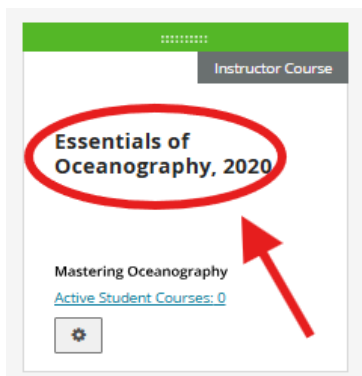 Instructor Course
Essentials of
Oceanography, 2020
Mastering Oceanography
Active Student Courses: 0